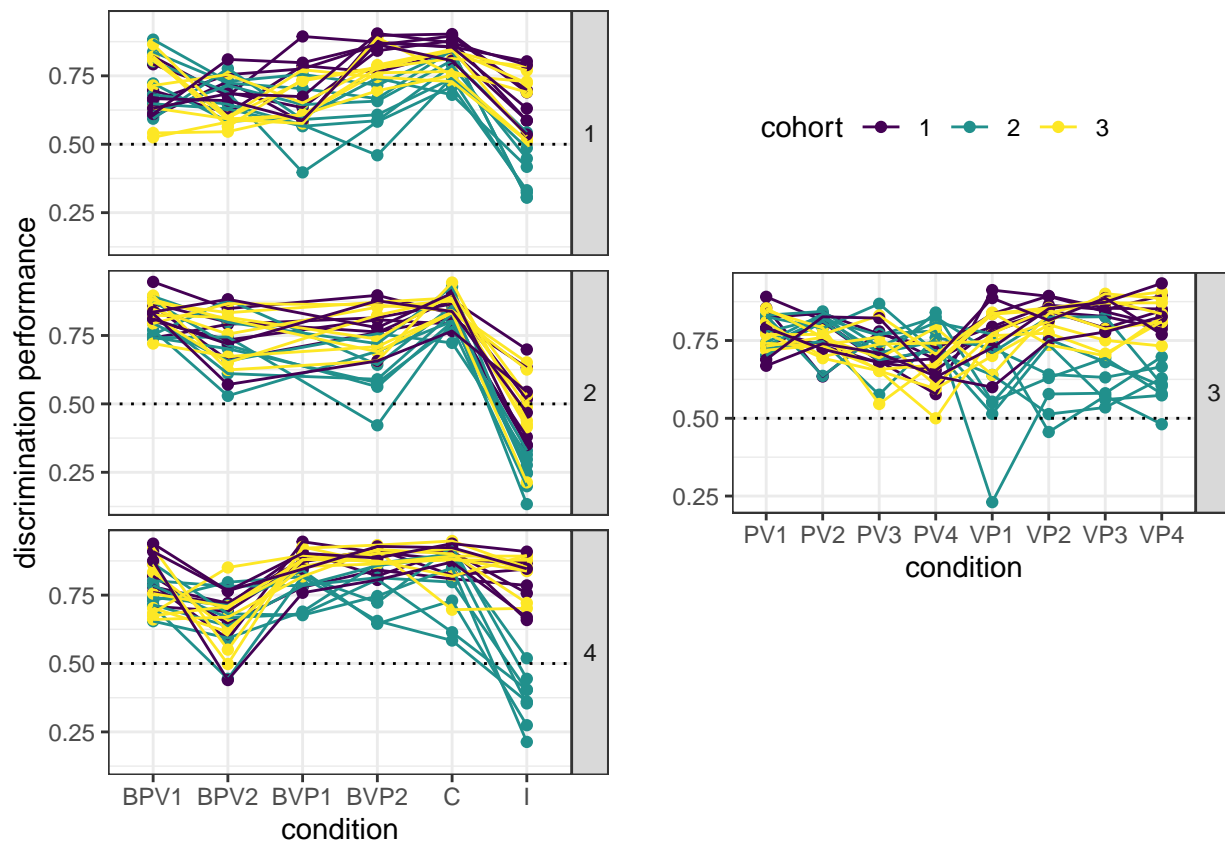 discrimination performance
0.75
0.50
0.25
1
0.75
0.50
0.25
2
0.75
0.50
0.25
4
BPV1 BPV2 BVP1 BVP2 C I
condition
cohort 1 2 3
0.75
0.50
0.25
3
PV1 PV2 PV3 PV4 VP1 VP2 VP3 VP4
condition